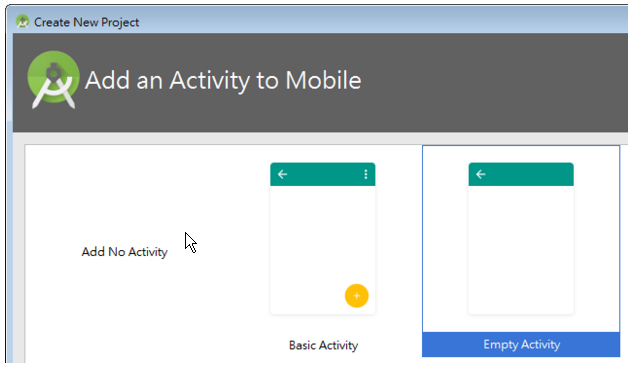 Create New Project
Add an Activity to Mobile
Add No Activity
Basic Activity
Empty Activity